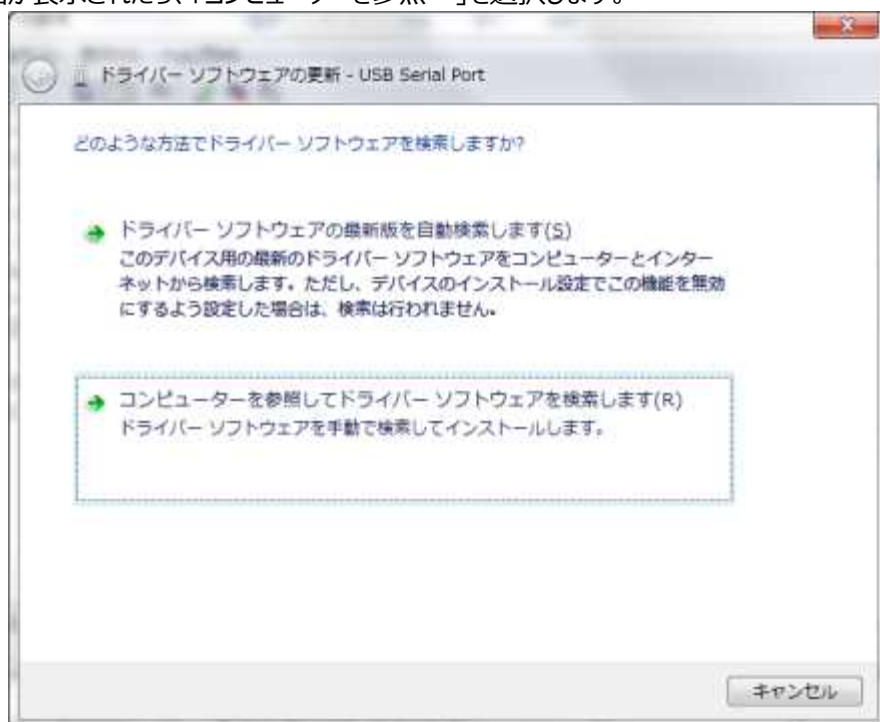 が表示されたら、「コンピューターを参照…」を選択します。
ドライバー ソフトウェアの更新 - USB Serial Port
どのような方法でドライバー ソフトウェアを検索しますか?
ドライバー ソフトウェアの最新版を自動検索します(S)
このデバイス用の最新のドライバー ソフトウェアをコンピューターとインター
ネットから検索します。ただし、デバイスのインストール設定でこの機能を無効
にするよう設定した場合は、検索は行われません。
コンピューターを参照してドライバー ソフトウェアを検索します(R)
ドライバー ソフトウェアを手動で検索してインストールします。
キャンセル